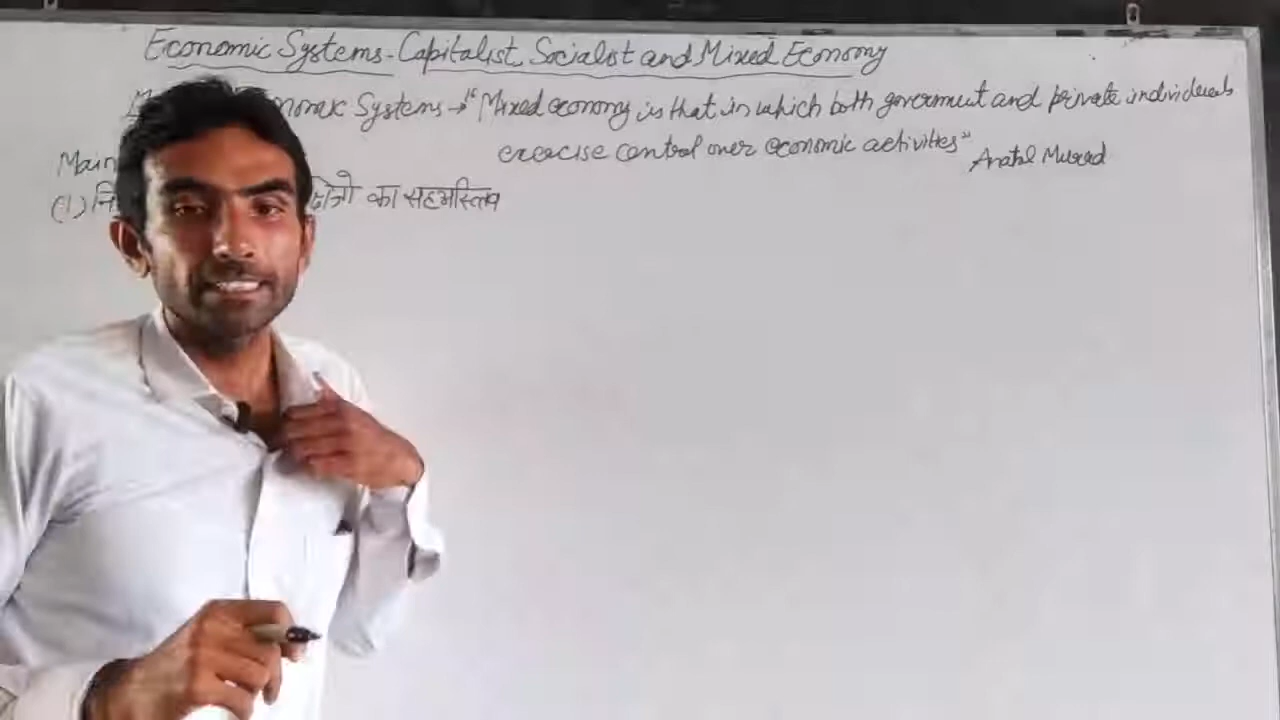 Economic Systems - Capitalist, Socialist and Mixed Economy
Systems → "Mixed economy is that in which both government and private individuals
exercise control over economic activities" Anatol Murad
Main
(1) का सहअस्तित्व